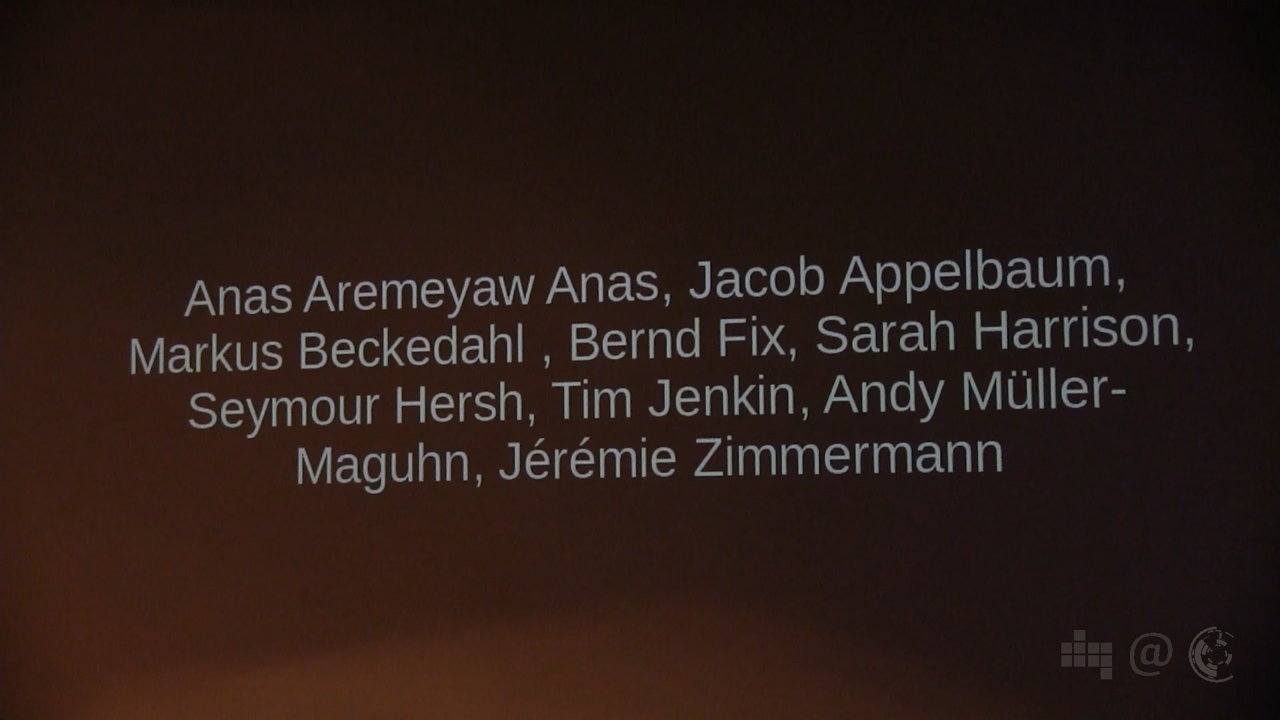 Anas Aremeyaw Anas, Jacob Appelbaum,
Markus Beckedahl , Bernd Fix, Sarah Harrison,
Seymour Hersh, Tim Jenkin, Andy Müller-
Maguhn, Jérémie Zimmermann
@